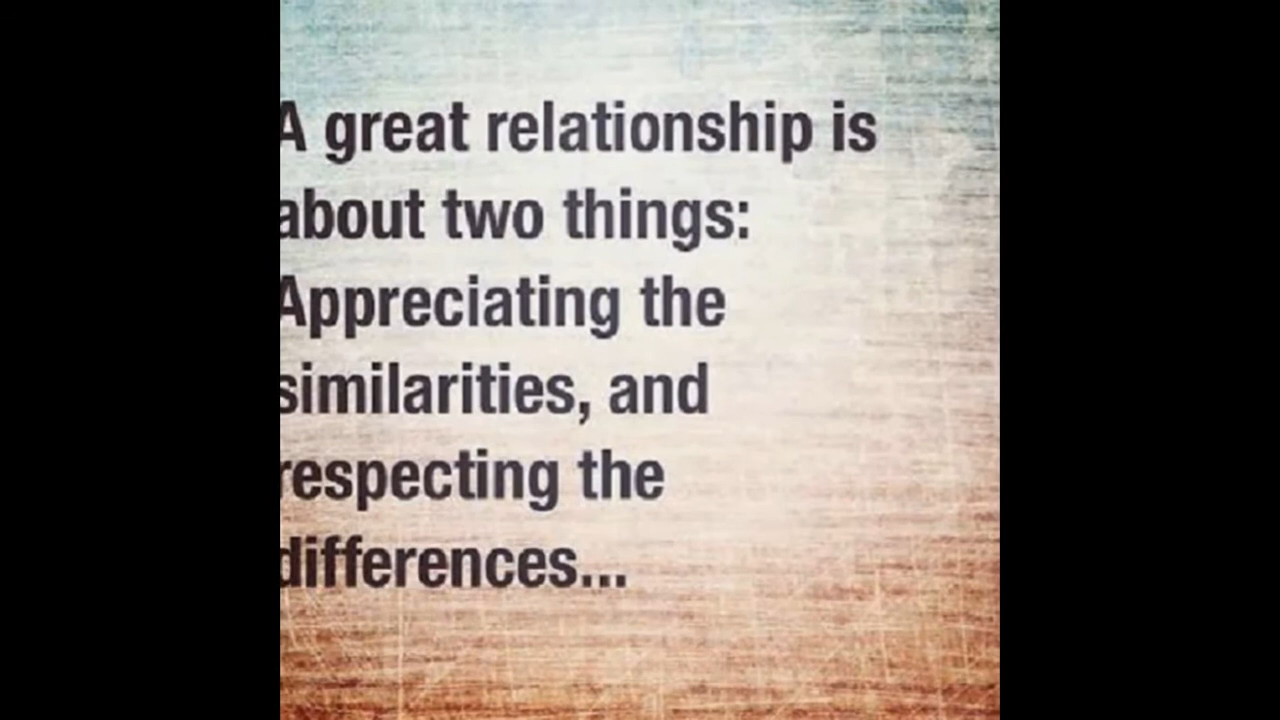 A great relationship is
about two things:
Appreciating the
similarities, and
respecting the
differences...